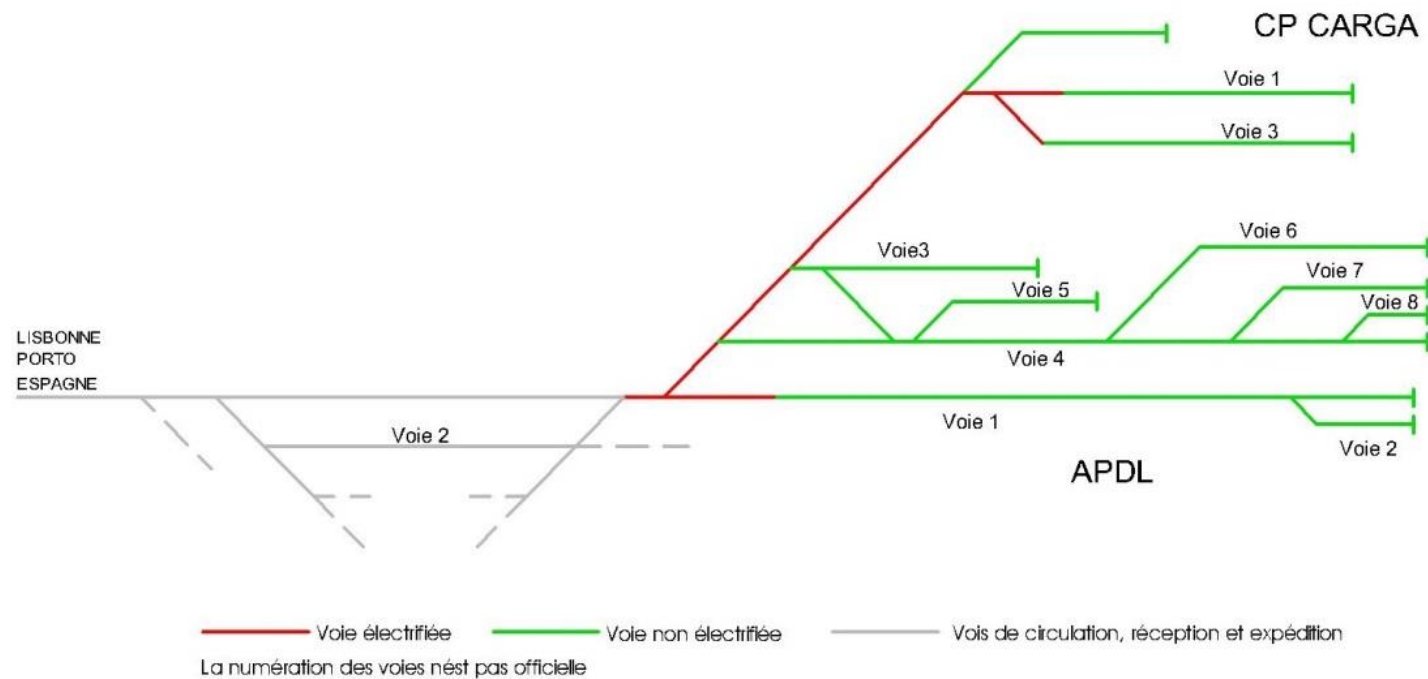 CP CARGA
Voie 1
Voie 3
Voie 6
Voie3
Voie 7
Voie 5
Voie 8
LISBONNE
PORTO
Voie 4
ESPAGNE
Voie 1
Voie 2
Voie 2
APDL
Voie électrifiée
Voie non électrifiée
Vois de circulation, réception et expédition
La numération des voies nést pas officielle